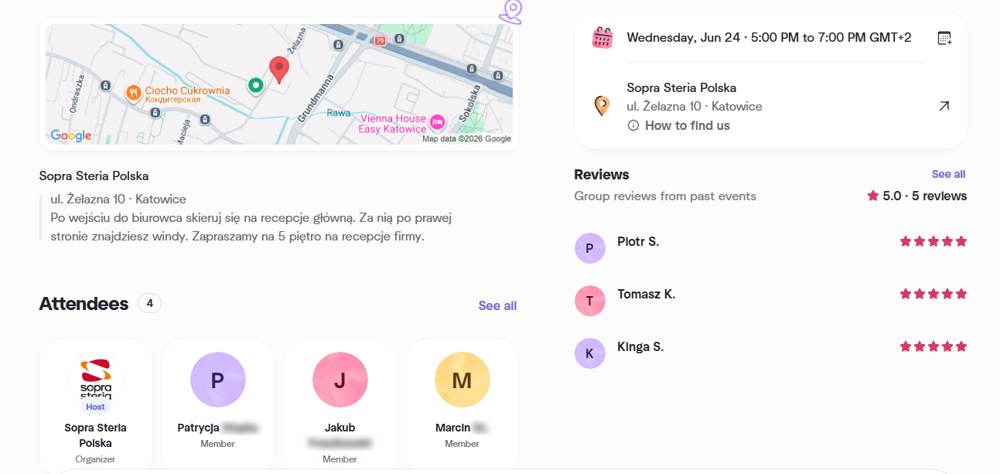 Żelazna
79
Ciocho Cukrownia
Кондитерская
Ondraszka
Macieja
Grundmanna
Rawa
Sokolska
Vienna House
Easy Katowice
Google
Map data ©2026 Google
Sopra Steria Polska
ul. Żelazna 10 · Katowice
Po wejściu do biurowca skieruj się na recepcje główną. Za nią po prawej
stronie znajdziesz windy. Zapraszamy na 5 piętro na recepcje firmy.
Attendees 4
See all
sopra
steria
Host
Sopra Steria
Polska
Organizer
P
Patrycja
Member
J
Jakub
Member
M
Marcin
Member
Wednesday, Jun 24 · 5:00 PM to 7:00 PM GMT+2
Sopra Steria Polska
ul. Żelazna 10 · Katowice
How to find us
Reviews
See all
Group reviews from past events
5.0 · 5 reviews
P
Piotr S.
T
Tomasz K.
K
Kinga S.